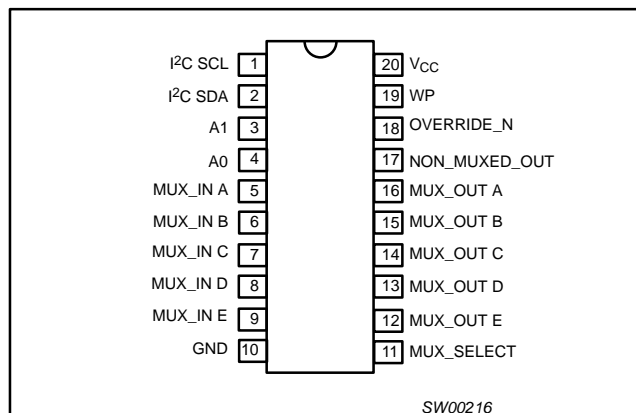 I²C SCL 1 20 VCC
I²C SDA 2 19 WP
A1 3 18 OVERRIDE_N
A0 4 17 NON_MUXED_OUT
MUX_IN A 5 16 MUX_OUT A
MUX_IN B 6 15 MUX_OUT B
MUX_IN C 7 14 MUX_OUT C
MUX_IN D 8 13 MUX_OUT D
MUX_IN E 9 12 MUX_OUT E
GND 10 11 MUX_SELECT
SW00216